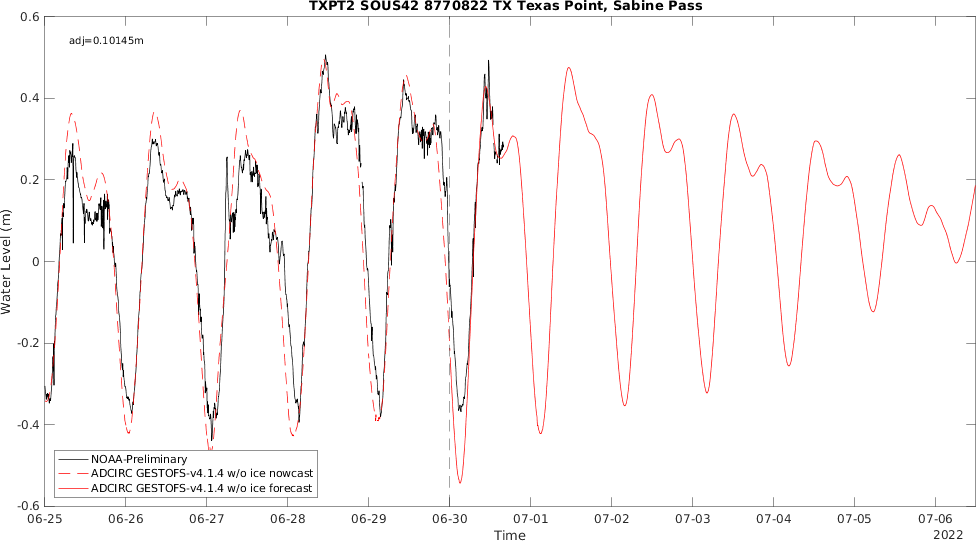 TXPT2 SOUS42 8770822 TX Texas Point, Sabine Pass
adj=0.10145m
0.6
0.4
0.2
0
-0.2
-0.4
-0.6
Water Level (m)
NOAA-Preliminary
ADCIRC GESTOFS-v4.1.4 w/o ice nowcast
ADCIRC GESTOFS-v4.1.4 w/o ice forecast
06-25 06-26 06-27 06-28 06-29 06-30 07-01 07-02 07-03 07-04 07-05 07-06
Time
2022